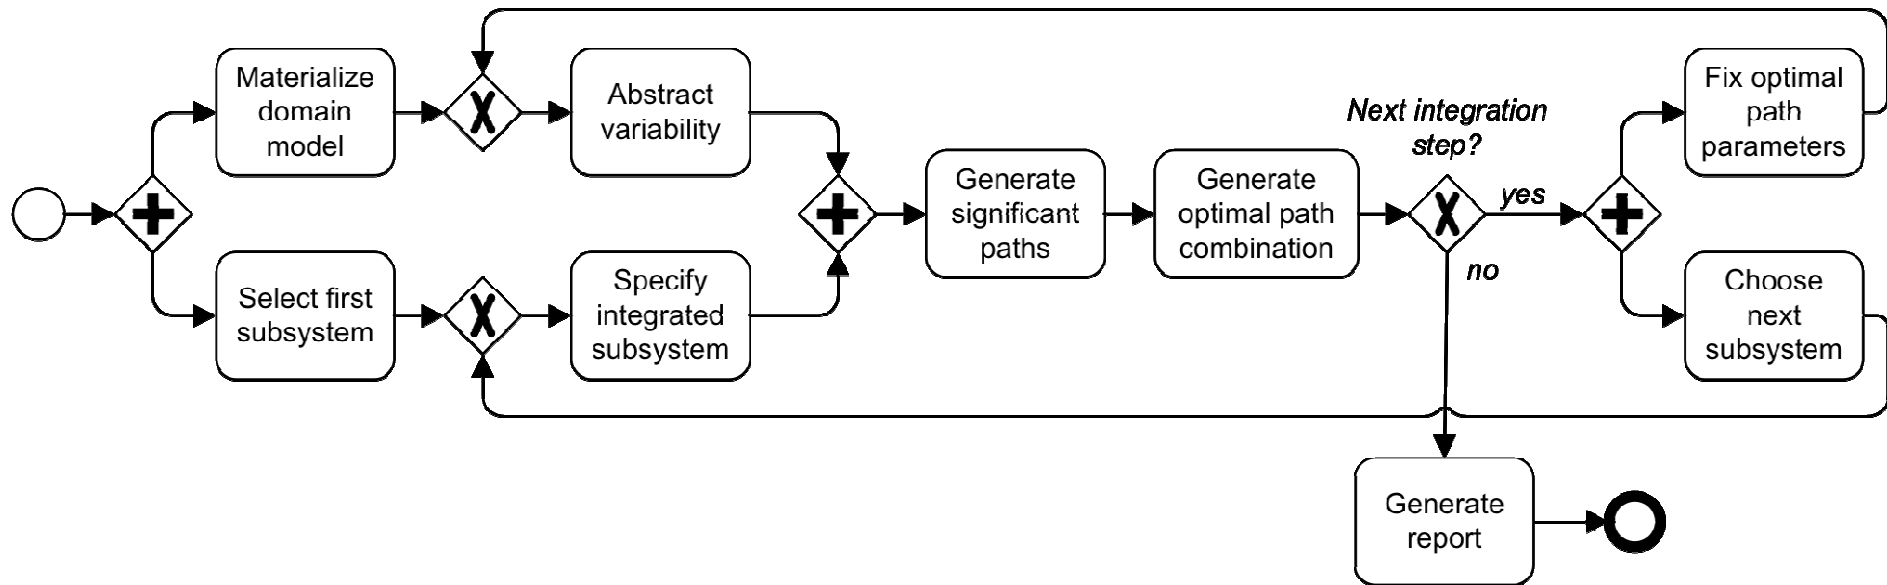 Materialize
domain
model
Select first
subsystem
Abstract
variability
Specify
integrated
subsystem
Generate
significant
paths
Generate
optimal path
combination
Next integration
step?
yes
no
Fix optimal
path
parameters
Choose
next
subsystem
Generate
report